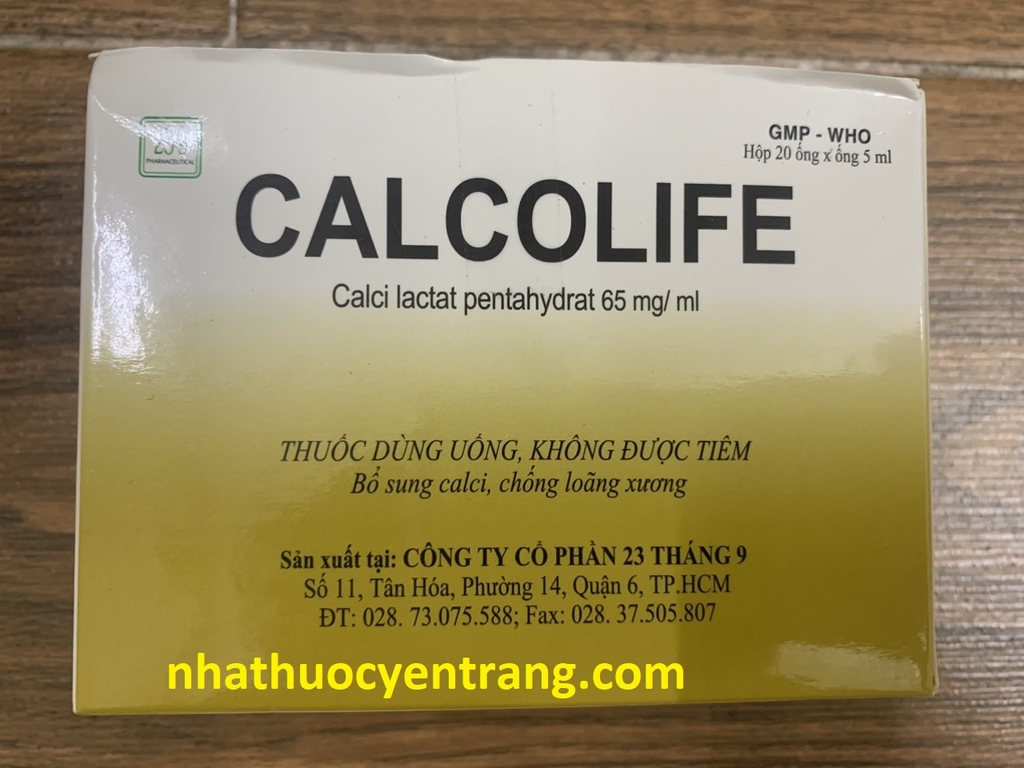 PHARMACEUTICAL
GMP - WHO
Hộp 20 ống x ống 5 ml
CALCOLIFE
Calci lactat pentahydrat 65 mg/ ml
THUỐC DÙNG UỐNG, KHÔNG ĐƯỢC TIÊM
Bổ sung calci, chống loãng xương
Sản xuất tại: CÔNG TY CỔ PHẦN 23 THÁNG 9
Số 11, Tân Hóa, Phường 14, Quận 6, TP.HCM
ĐT: 028. 73.075.588; Fax: 028. 37.505.807
nhathuocyentrang.com